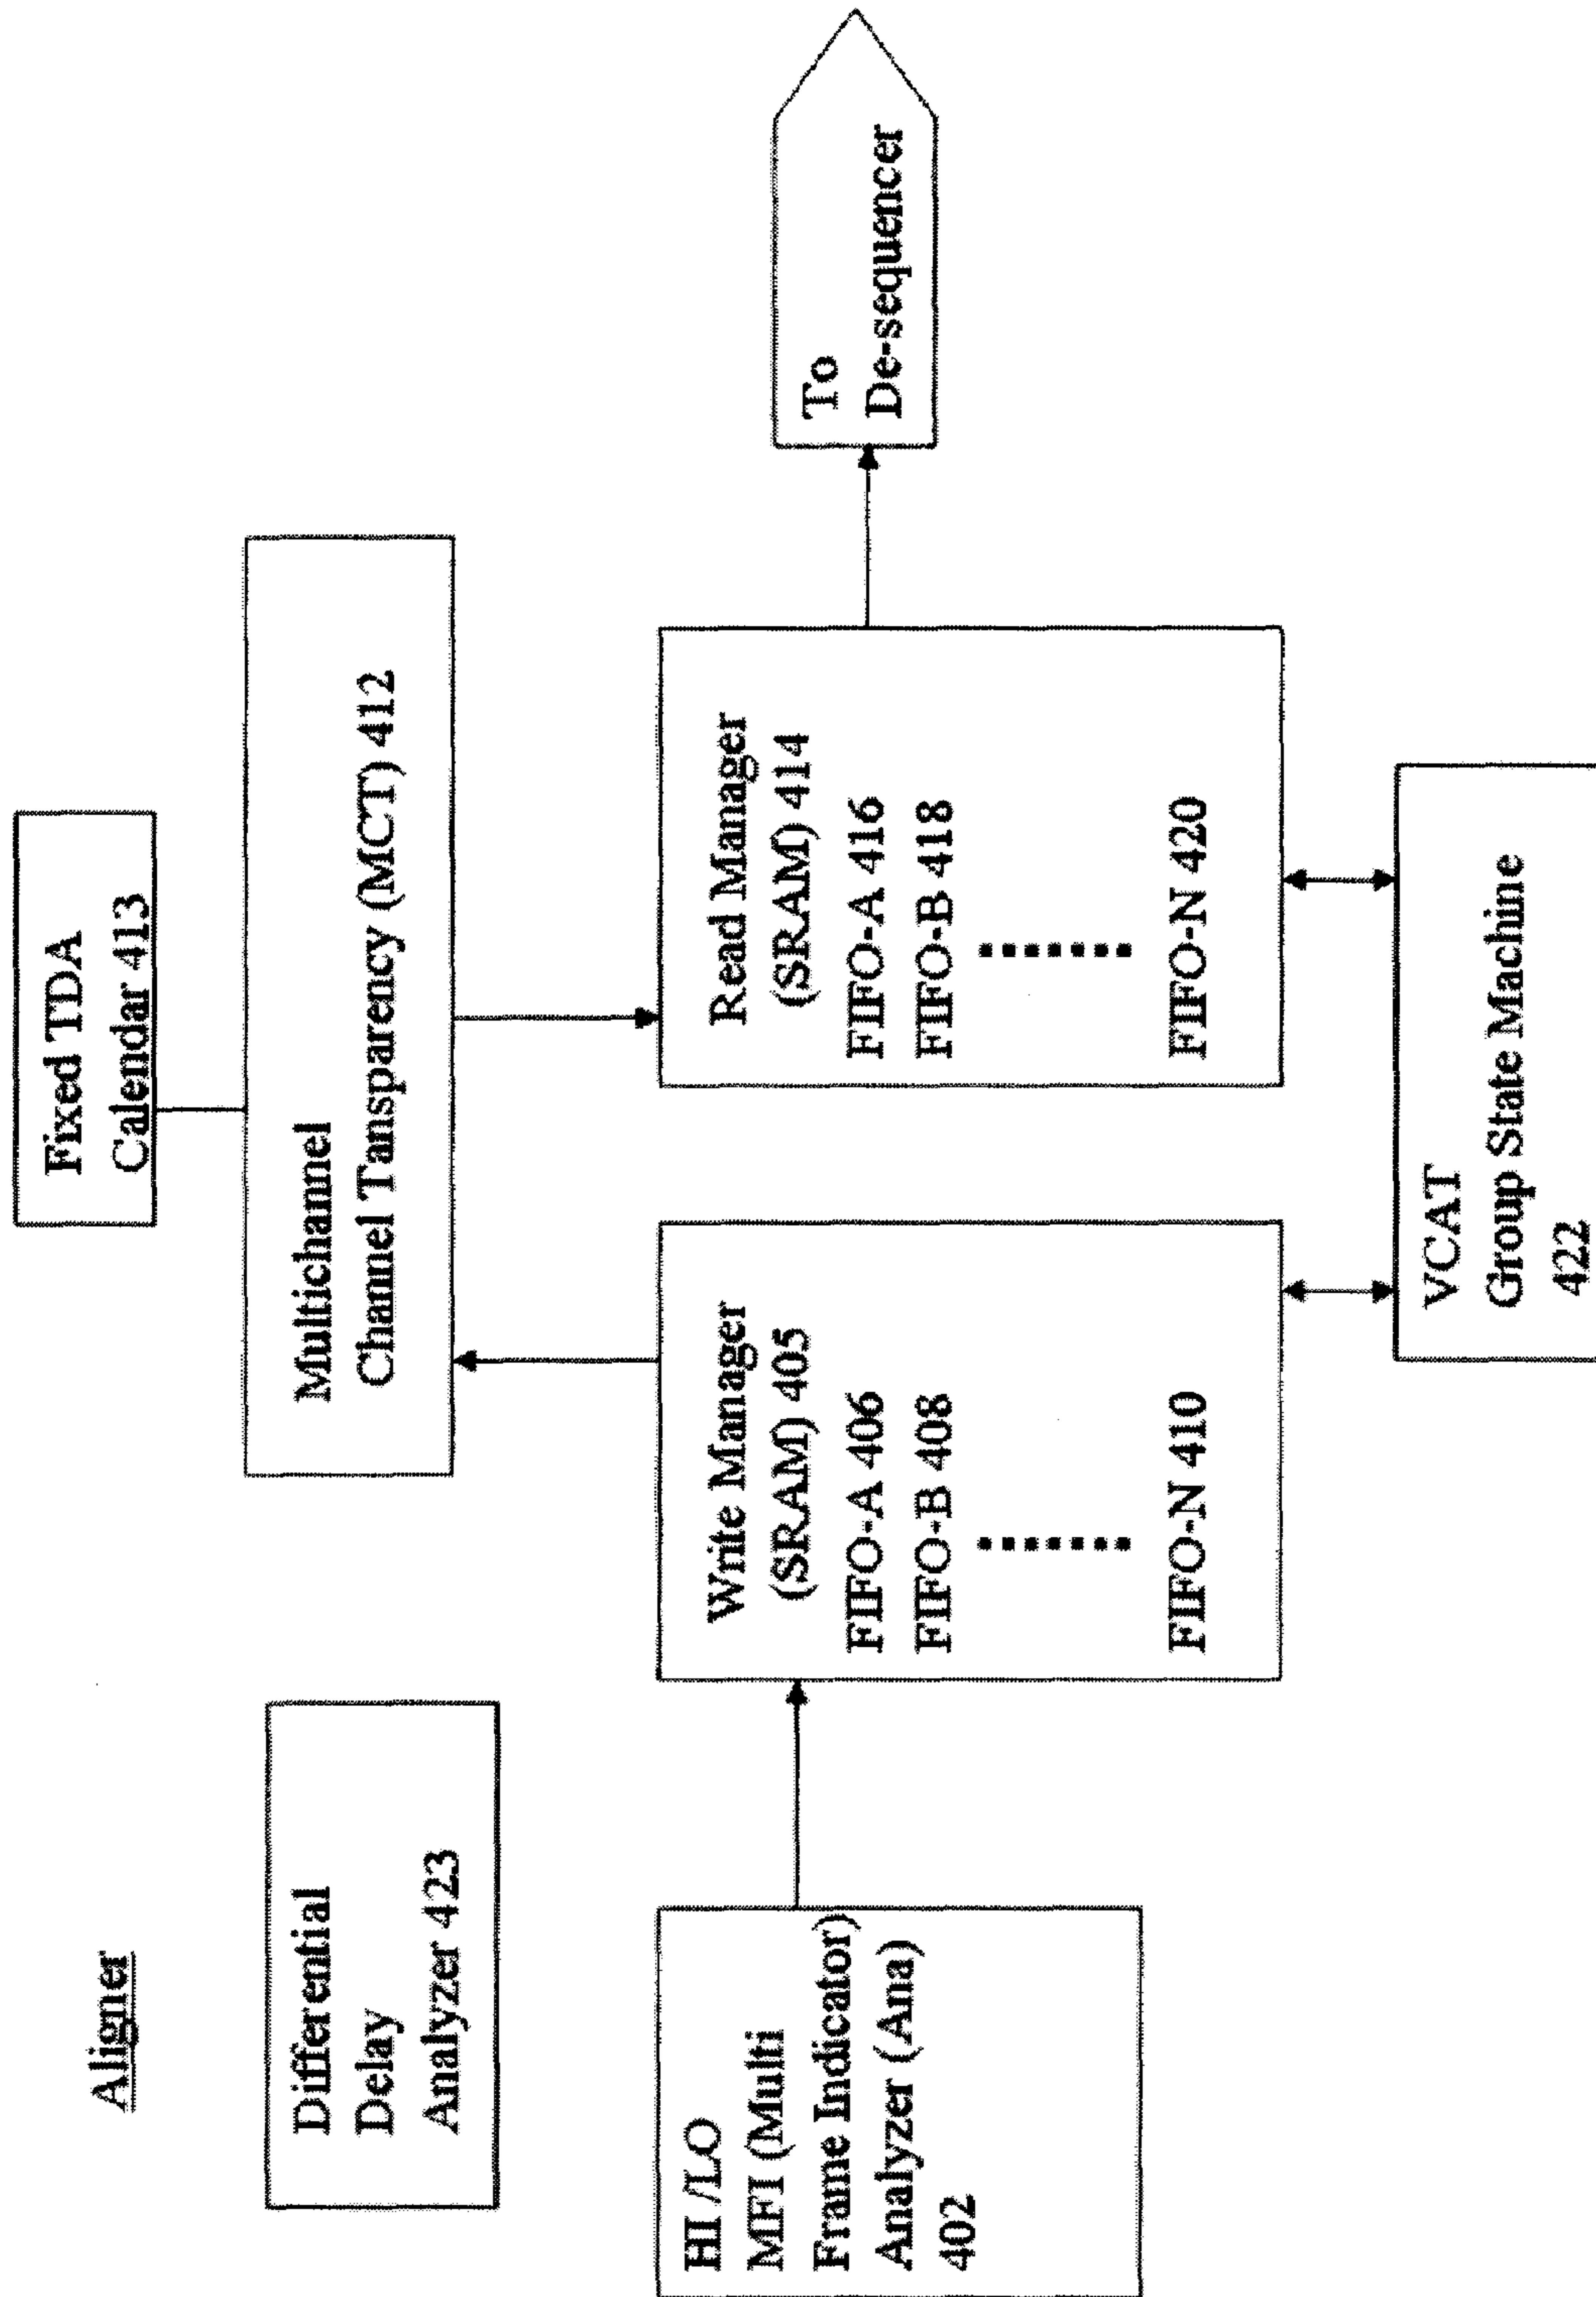 Aligner
Fixed TDA
Calendar 413
Differential
Delay
Analyzer 423
Multichannel
Channel Tansparency (MCT) 412
HI /LO
MFI (Multi
Frame Indicator)
Analyzer (Ana)
402
Write Manager
(SRAM) 405
FIFO-A 406
FIFO-B 408
FIFO-N 410
Read Manager
(SRAM) 414
FIFO-A 416
FIFO-B 418
FIFO-N 420
To
De-sequencer
VCAT
Group State Machine
422